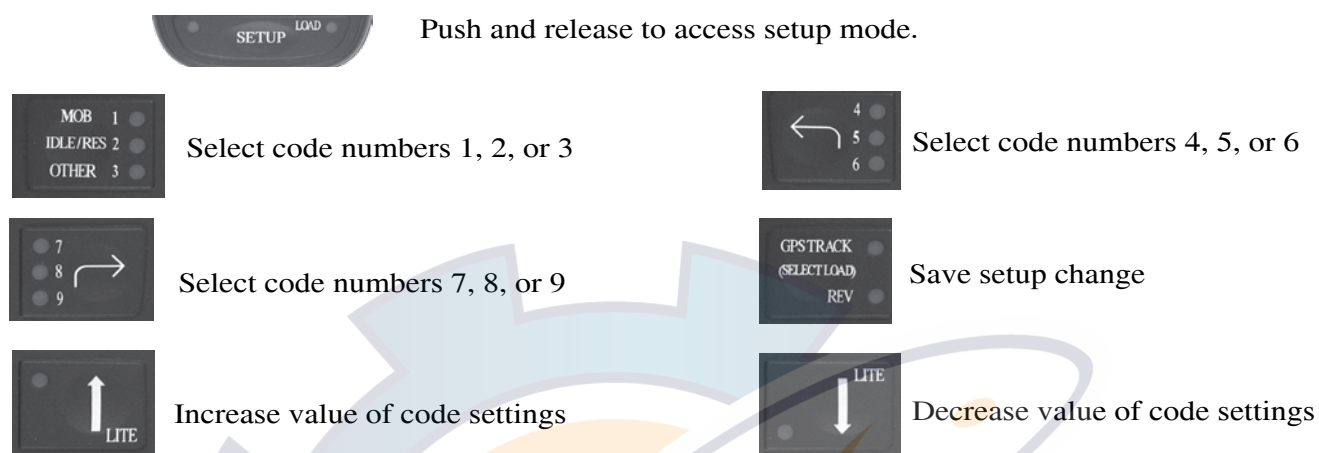 SETUP LOAD
Push and release to access setup mode.
MOB 1
IDLE/RES 2
OTHER 3
Select code numbers 1, 2, or 3
4
5
6
Select code numbers 4, 5, or 6
7
8
9
Select code numbers 7, 8, or 9
GPS TRACK
(SELECT LOAD)
REV
Save setup change
LITE
Increase value of code settings
LITE
Decrease value of code settings